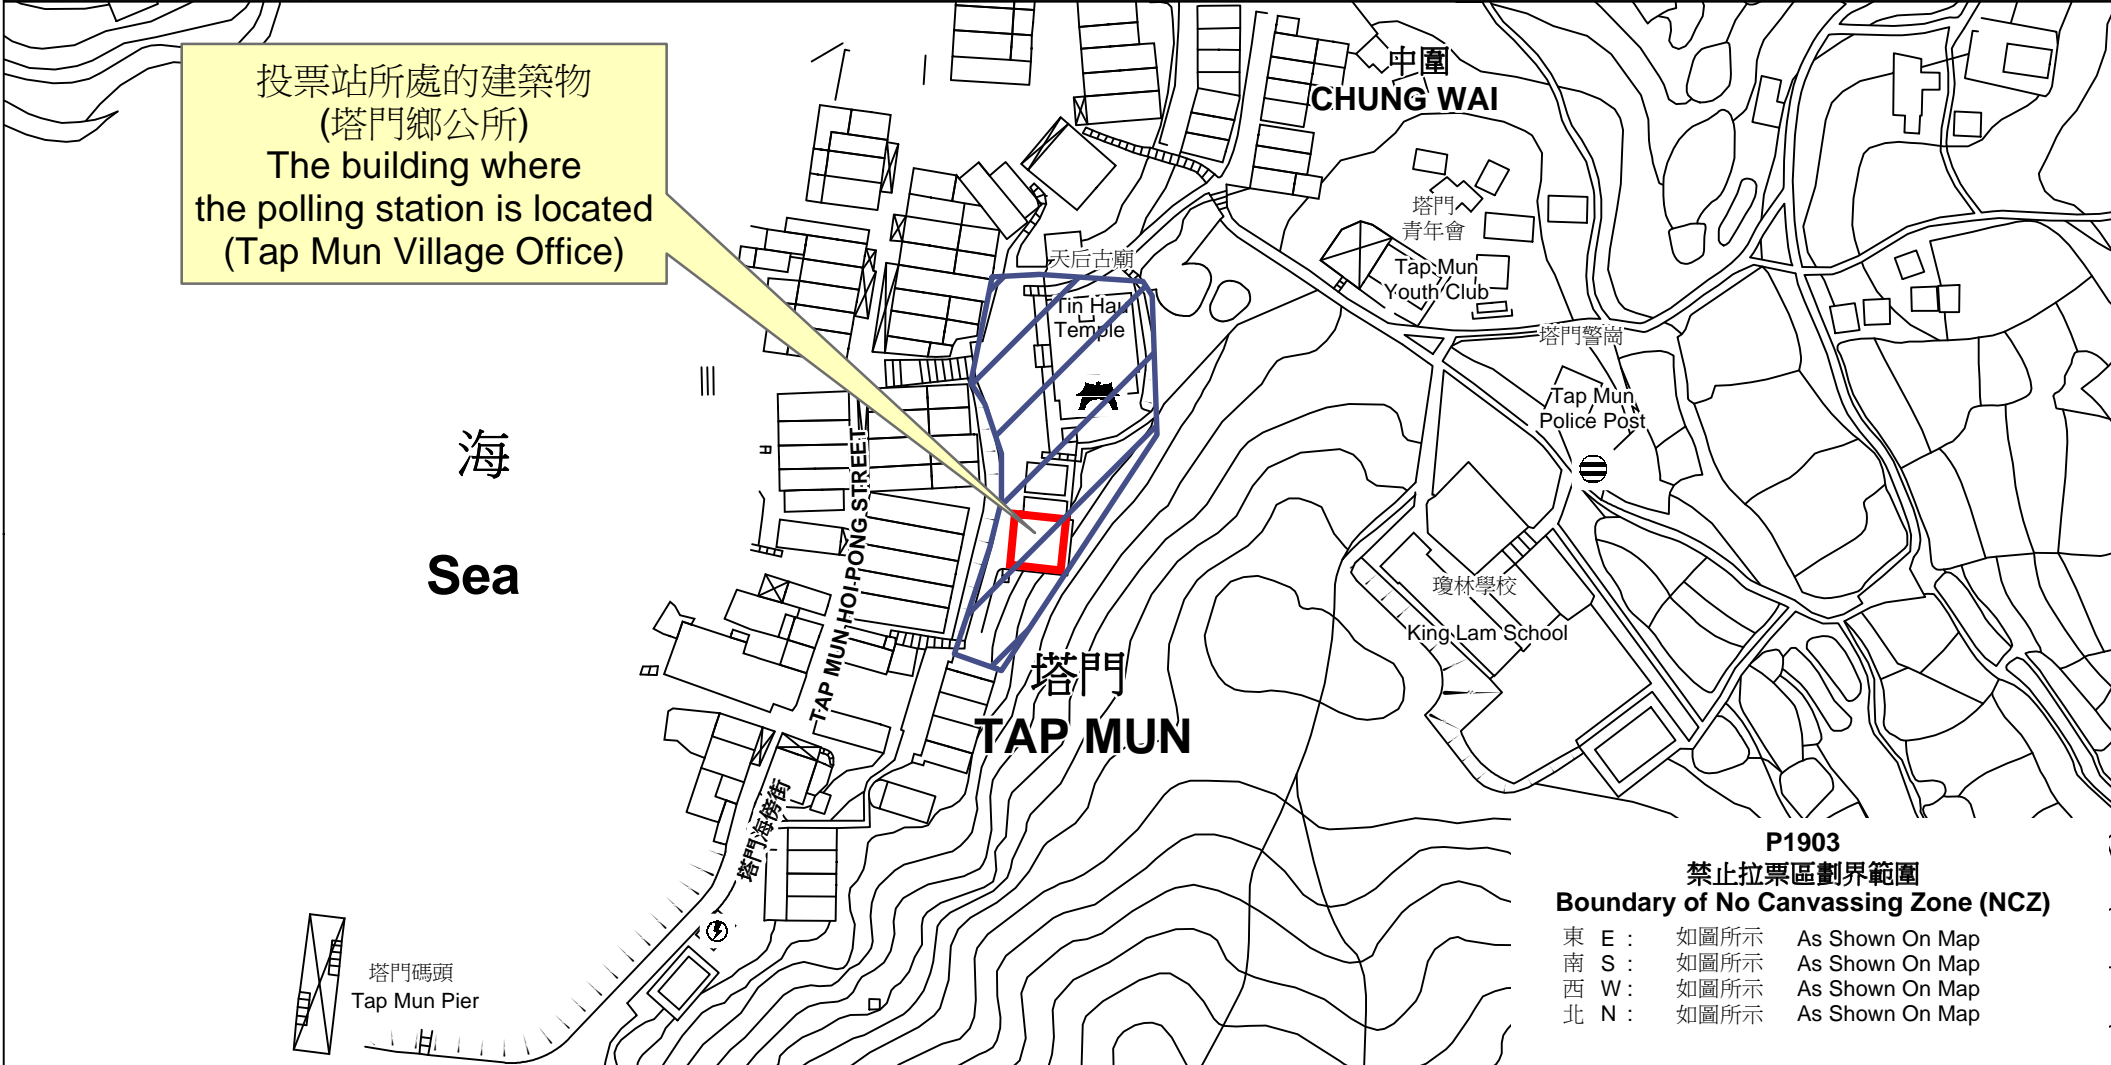 投票站所處的建築物
(塔門鄉公所)
The building where
the polling station is located
(Tap Mun Village Office)
中圍
CHUNG WAI
塔門
青年會
Tap Mun
Youth Club
天后古廟
Tin Hau
Temple
塔門警崗
Tap Mun
Police Post
海
Sea
TAP MUN HOI PONG STREET
瓊林學校
King Lam School
塔門
TAP MUN
塔門海傍街
塔門碼頭
Tap Mun Pier
P1903
禁止拉票區劃界範圍
Boundary of No Canvassing Zone (NCZ)
東 E : 如圖所示 As Shown On Map
南 S : 如圖所示 As Shown On Map
西 W : 如圖所示 As Shown On Map
北 N : 如圖所示 As Shown On Map